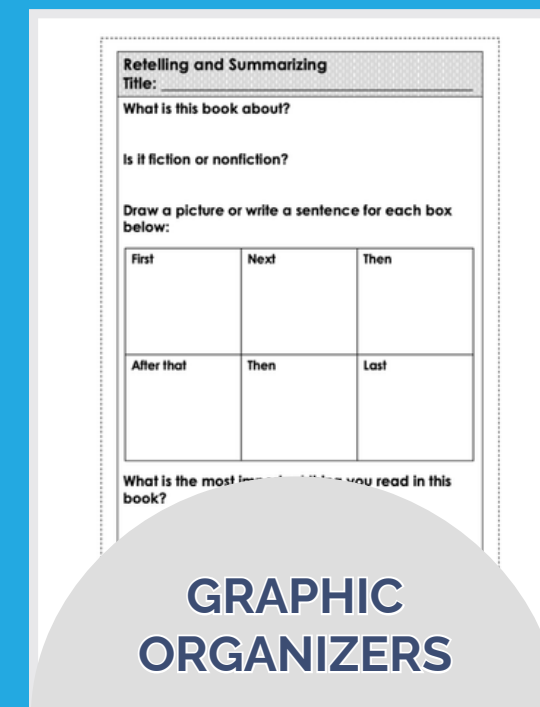 Retelling and Summarizing
Title:
What is this book about?
Is it fiction or nonfiction?
Draw a picture or write a sentence for each box
below:
First
Next
Then
After that
Then
Last
What is the most you read in this
book?
GRAPHIC
ORGANIZERS